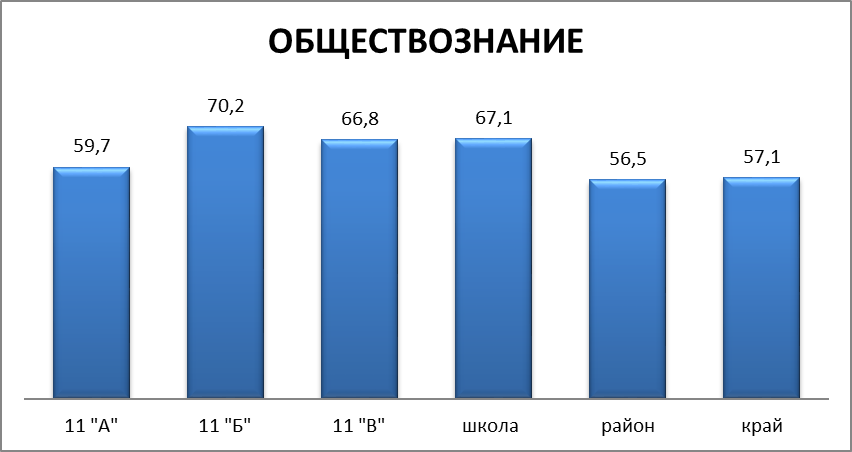 ОБЩЕСТВОЗНАНИЕ
59,7
70,2
66,8
67,1
56,5
57,1
11 "А"
11 "Б"
11 "В"
школа
район
край